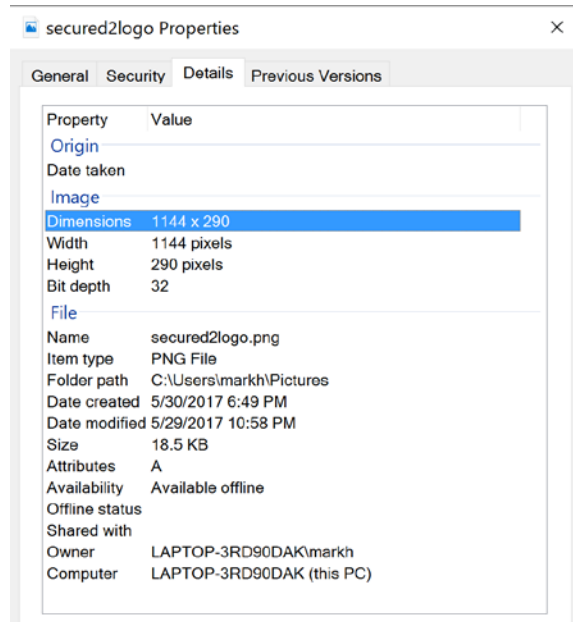 secured2logo Properties
General Security Details Previous Versions
Property Value
Origin
Date taken
Image
Dimensions 1144 x 290
Width 1144 pixels
Height 290 pixels
Bit depth 32
File
Name secured2logo.png
Item type PNG File
Folder path C:\Users\markh\Pictures
Date created 5/30/2017 6:49 PM
Date modified 5/29/2017 10:58 PM
Size 18.5 KB
Attributes A
Availability Available offline
Offline status
Shared with
Owner LAPTOP-3RD90DAK\markh
Computer LAPTOP-3RD90DAK (this PC)